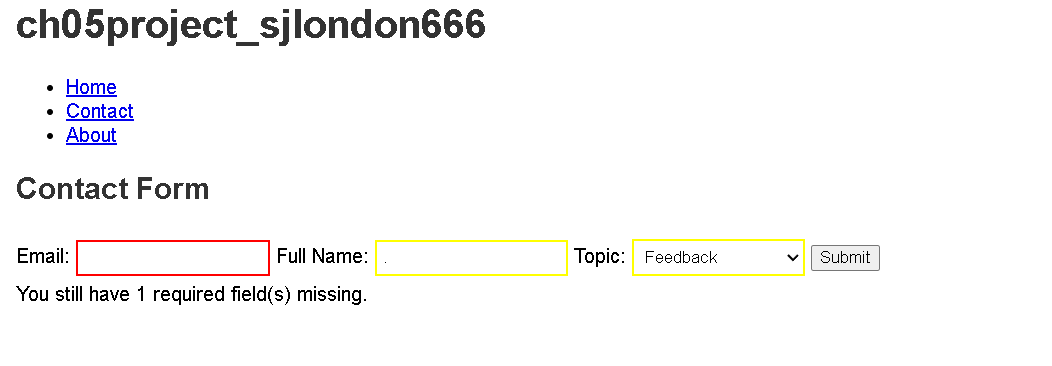 ch05project_sjlondon666
Home
Contact
About
Contact Form
Email: Full Name: . Topic: Feedback Submit
You still have 1 required field(s) missing.